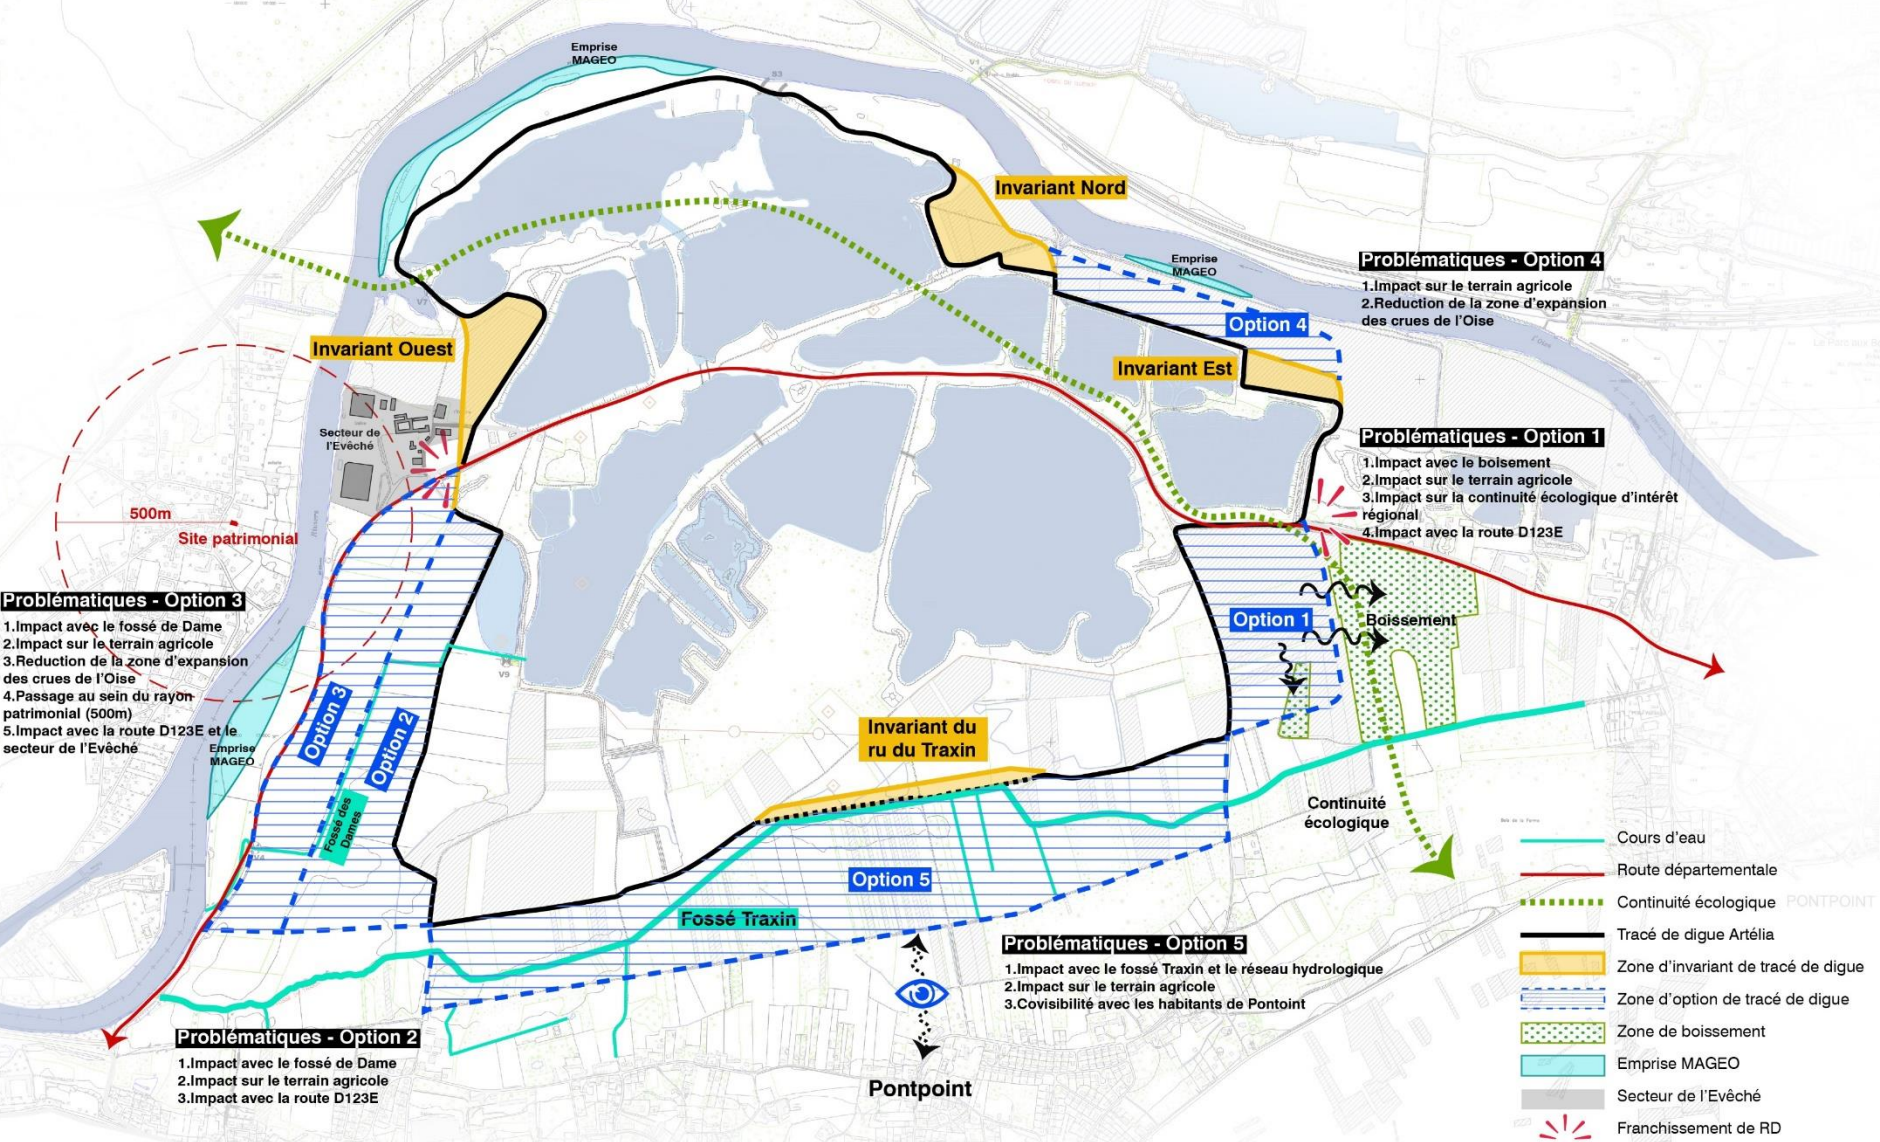 Emprise
MAGEO
Invariant Nord
Emprise
MAGEO
Problématiques - Option 4
1.Impact sur le terrain agricole
2.Reduction de la zone d'expansion
des crues de l'Oise
Option 4
Invariant Ouest
Invariant Est
Secteur de
l'Evêché
Problématiques - Option 1
1.Impact avec le boisement
2.Impact sur le terrain agricole
3.Impact sur la continuité écologique d'intérêt
régional
4.Impact avec la route D123E
500m
Site patrimonial
Problématiques - Option 3
1.Impact avec le fossé de Dame
2.Impact sur le terrain agricole
3.Reduction de la zone d'expansion
des crues de l'Oise
4.Passage au sein du rayon
patrimonial (500m)
5.Impact avec la route D123E et le
secteur de l'Evêché
Emprise
MAGEO
Option 3
Option 2
Fossé des
Dames
Option 1
Boissement
Invariant du
ru du Traxin
Continuité
écologique
Option 5
Fossé Traxin
Problématiques - Option 5
1.Impact avec le fossé Traxin et le réseau hydrologique
2.Impact sur le terrain agricole
3.Covisibilité avec les habitants de Pontoint
Problématiques - Option 2
1.Impact avec le fossé de Dame
2.Impact sur le terrain agricole
3.Impact avec la route D123E
Pontpoint
Cours d'eau
Route départementale
Continuité écologique
PONTPOINT
Tracé de digue Artélia
Zone d'invariant de tracé de digue
Zone d'option de tracé de digue
Zone de boissement
Emprise MAGEO
Secteur de l'Evêché
Franchissement de RD
V1
S3
V7
V9